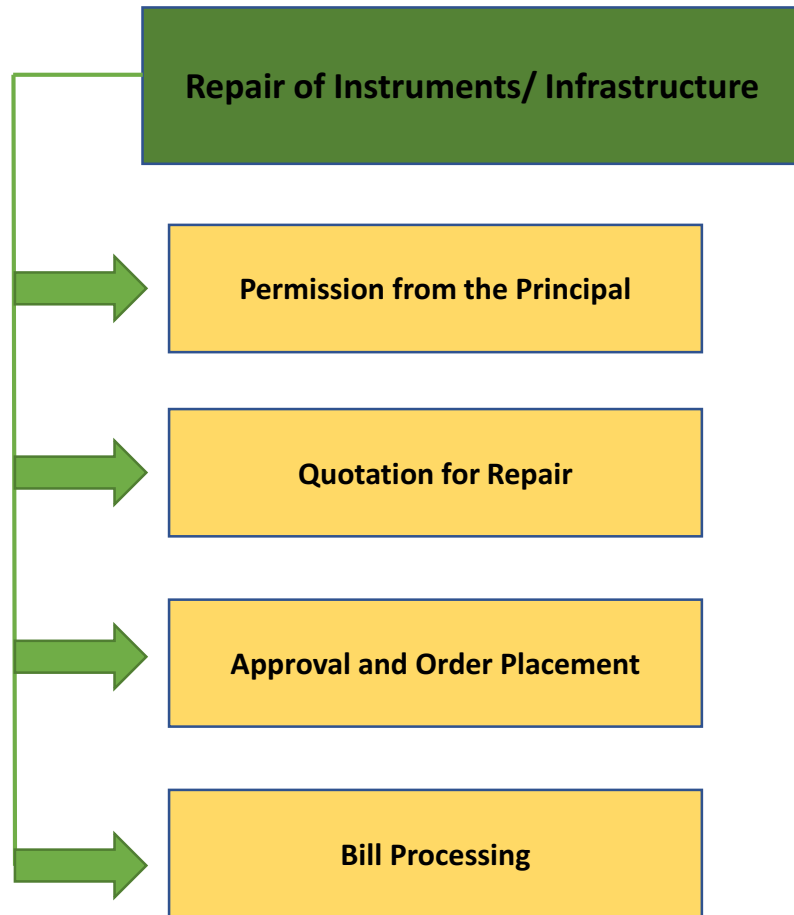 Repair of Instruments/ Infrastructure
Permission from the Principal
Quotation for Repair
Approval and Order Placement
Bill Processing